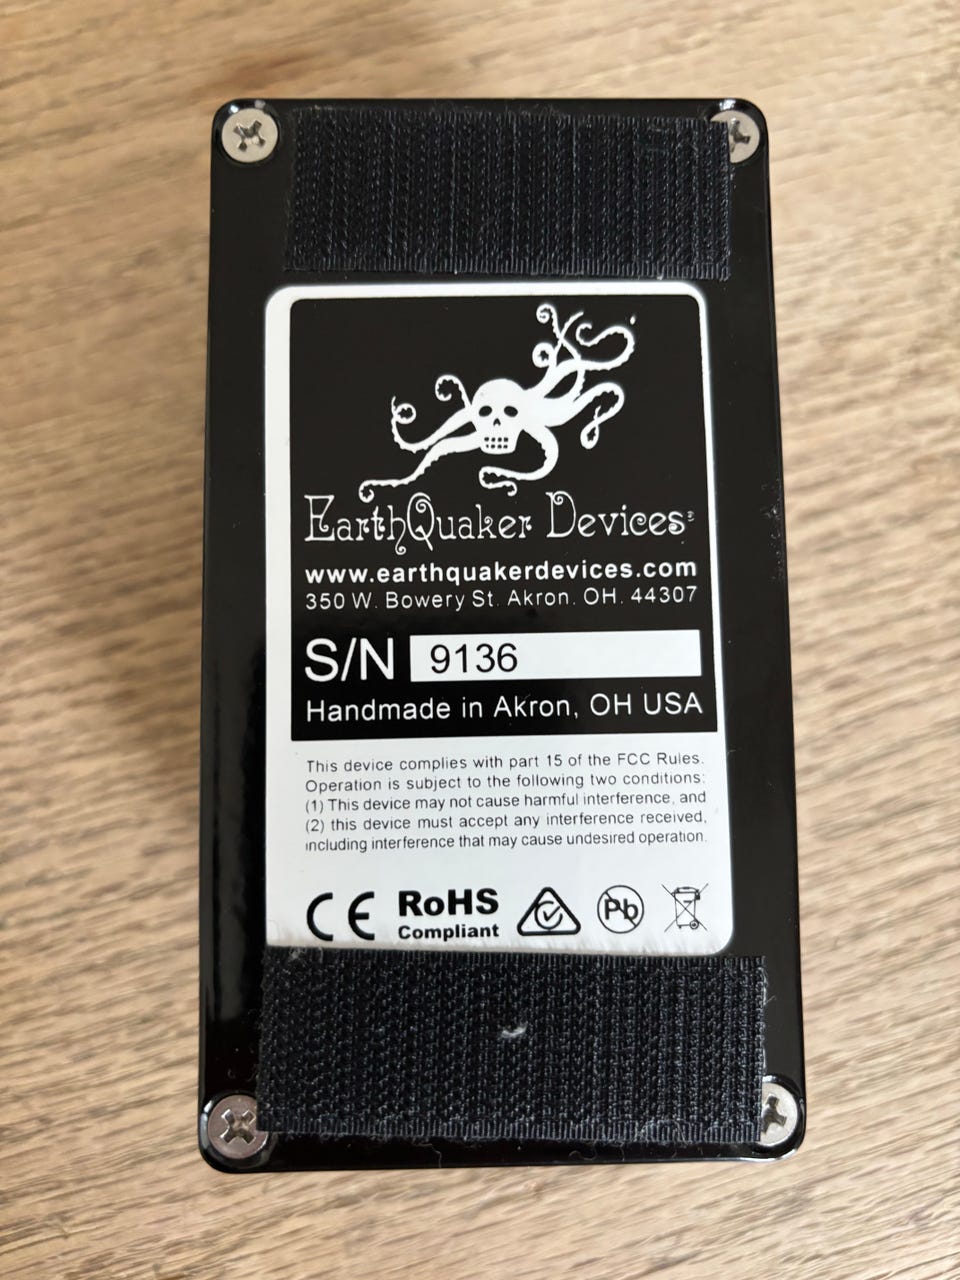 EarthQuaker Devices
www.earthquakerdevices.com
350 W. Bowery St. Akron. OH. 44307
S/N 9136
Handmade in Akron, OH USA
This device complies with part 15 of the FCC Rules.
Operation is subject to the following two conditions:
(1) This device may not cause harmful interference, and
(2) this device must accept any interference received,
including interference that may cause undesired operation.
CE RoHS Pb
Compliant